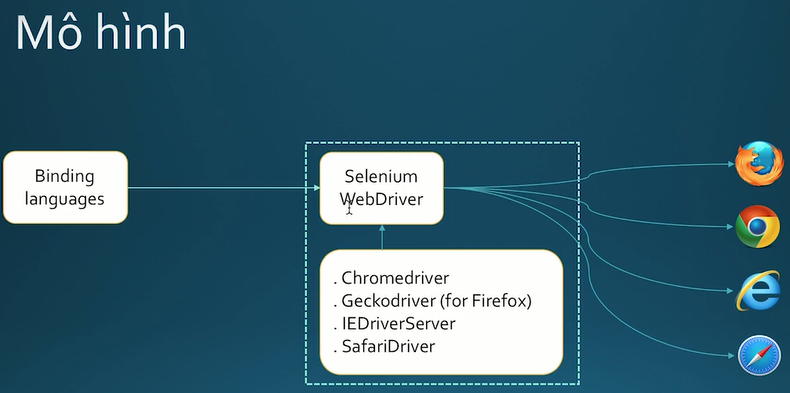 Mô hình
Binding
languages
Selenium
WebDriver
. Chromedriver
. Geckodriver (for Firefox)
. IEDriverServer
. SafariDriver